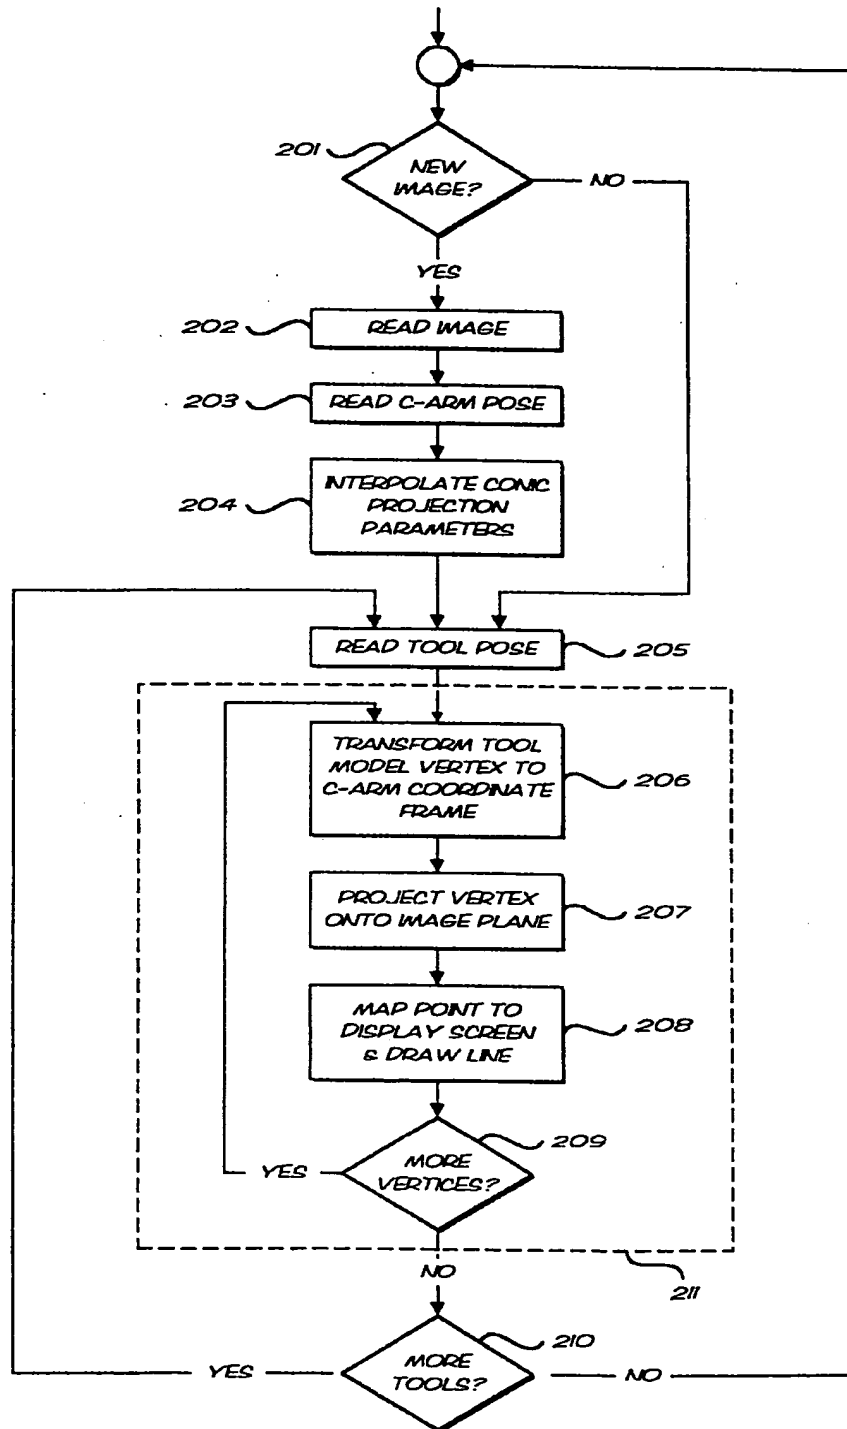 201
NEW
IMAGE?
NO
YES
202
READ IMAGE
203
READ C-ARM POSE
204
INTERPOLATE CONIC
PROJECTION
PARAMETERS
READ TOOL POSE
205
TRANSFORM TOOL
MODEL VERTEX TO
C-ARM COORDINATE
FRAME
206
PROJECT VERTEX
ONTO IMAGE PLANE
207
MAP POINT TO
DISPLAY SCREEN
& DRAW LINE
208
209
YES
MORE
VERTICES?
NO
211
210
YES
MORE
TOOLS?
NO